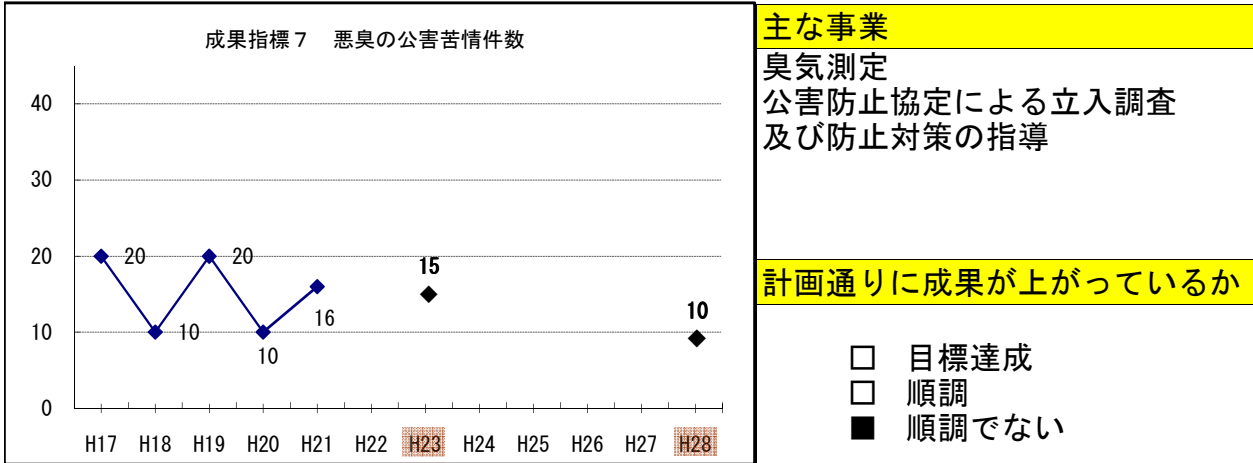 成果指標７　悪臭の公害苦情件数
40
30
20
10
0
20
10
20
10
16
15
10
H17 H18 H19 H20 H21 H22 H23 H24 H25 H26 H27 H28
主な事業
臭気測定
公害防止協定による立入調査
及び防止対策の指導
計画通りに成果が上がっているか
□　目標達成
□　順調
■　順調でない